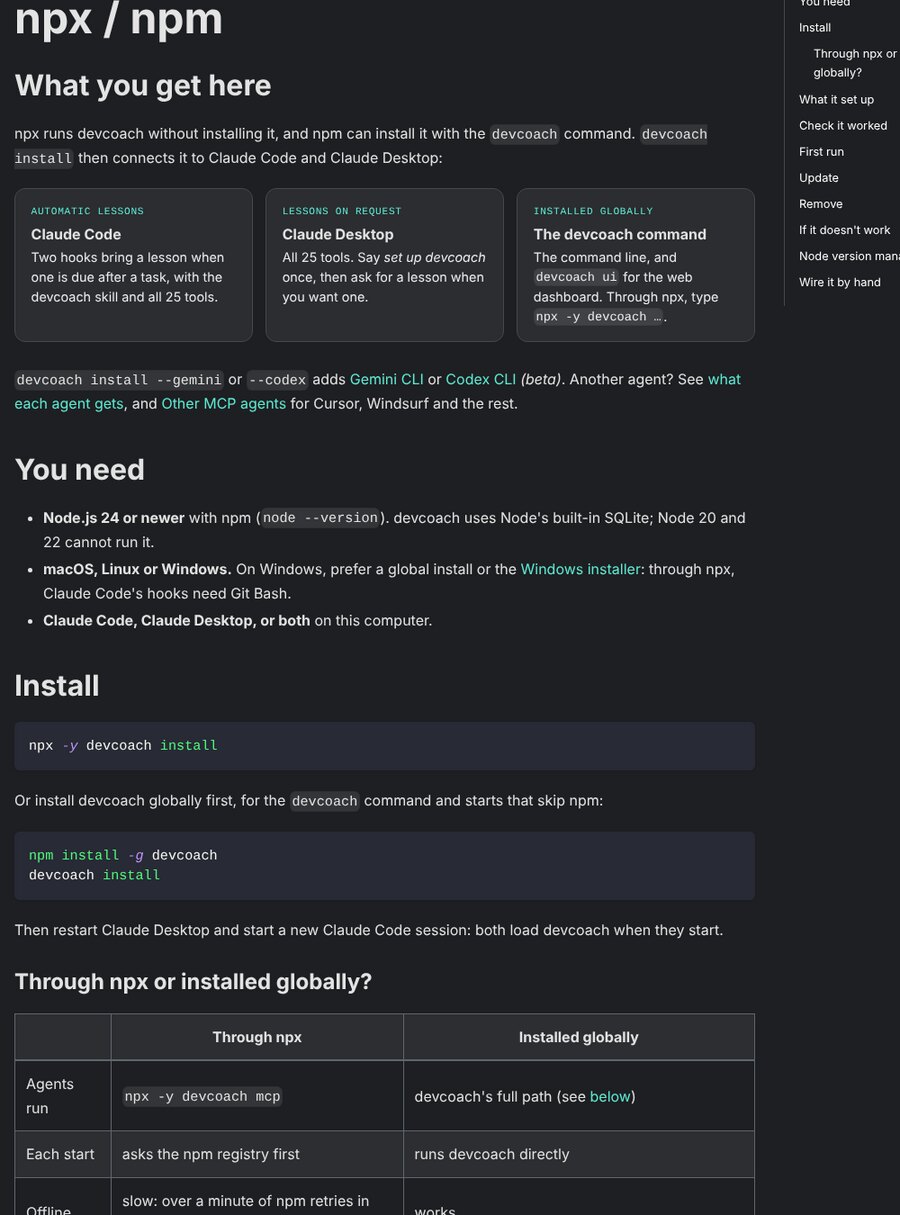 npx / npm
What you get here
npx runs devcoach without installing it, and npm can install it with the devcoach command. devcoach
install then connects it to Claude Code and Claude Desktop:
AUTOMATIC LESSONS
Claude Code
Two hooks bring a lesson when
one is due after a task, with the
devcoach skill and all 25 tools.
LESSONS ON REQUEST
Claude Desktop
All 25 tools. Say set up devcoach
once, then ask for a lesson when
you want one.
INSTALLED GLOBALLY
The devcoach command
The command line, and
devcoach ui for the web
dashboard. Through npx, type
npx -y devcoach ….
devcoach install --gemini or --codex adds Gemini CLI or Codex CLI (beta). Another agent? See what
each agent gets, and Other MCP agents for Cursor, Windsurf and the rest.
You need
• Node.js 24 or newer with npm (node --version). devcoach uses Node's built-in SQLite; Node 20 and
22 cannot run it.
• macOS, Linux or Windows. On Windows, prefer a global install or the Windows installer: through npx,
Claude Code's hooks need Git Bash.
• Claude Code, Claude Desktop, or both on this computer.
Install
npx -y devcoach install
Or install devcoach globally first, for the devcoach command and starts that skip npm:
npm install -g devcoach
devcoach install
Then restart Claude Desktop and start a new Claude Code session: both load devcoach when they start.
Through npx or installed globally?
Through npx
Installed globally
Agents
run
npx -y devcoach mcp
devcoach's full path (see below)
Each start
asks the npm registry first
runs devcoach directly
Offline
slow: over a minute of npm retries in
works
You need
Install
Through npx or
globally?
What it set up
Check it worked
First run
Update
Remove
If it doesn't work
Node version mana
Wire it by hand